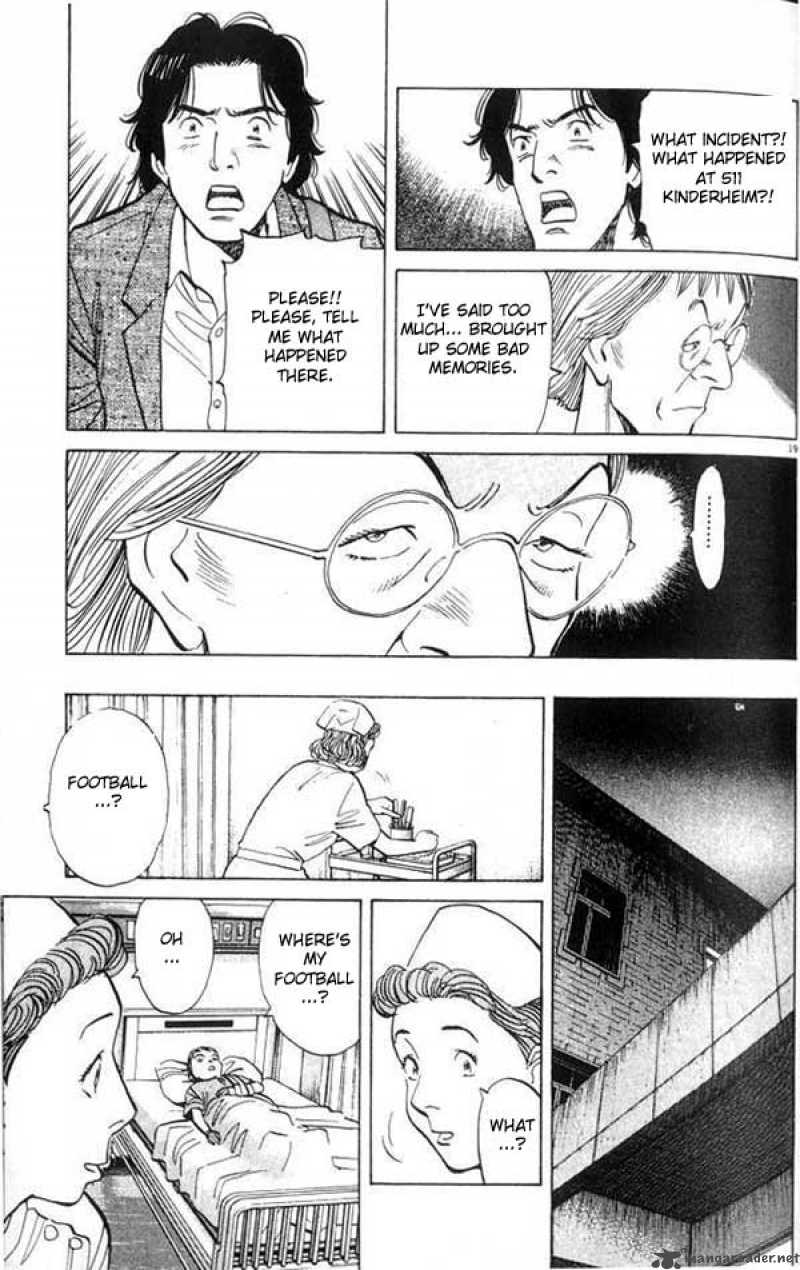 WHAT INCIDENT?!
WHAT HAPPENED
AT 511
KINDERHEIM?!
PLEASE!!
PLEASE, TELL
ME WHAT
HAPPENED
THERE.
I'VE SAID TOO
MUCH... BROUGHT
UP SOME BAD
MEMORIES.
19
.......
FOOTBALL
...?
WHAT
...?
WHERE'S
MY
FOOTBALL
...?
OH
...
mangareader.net